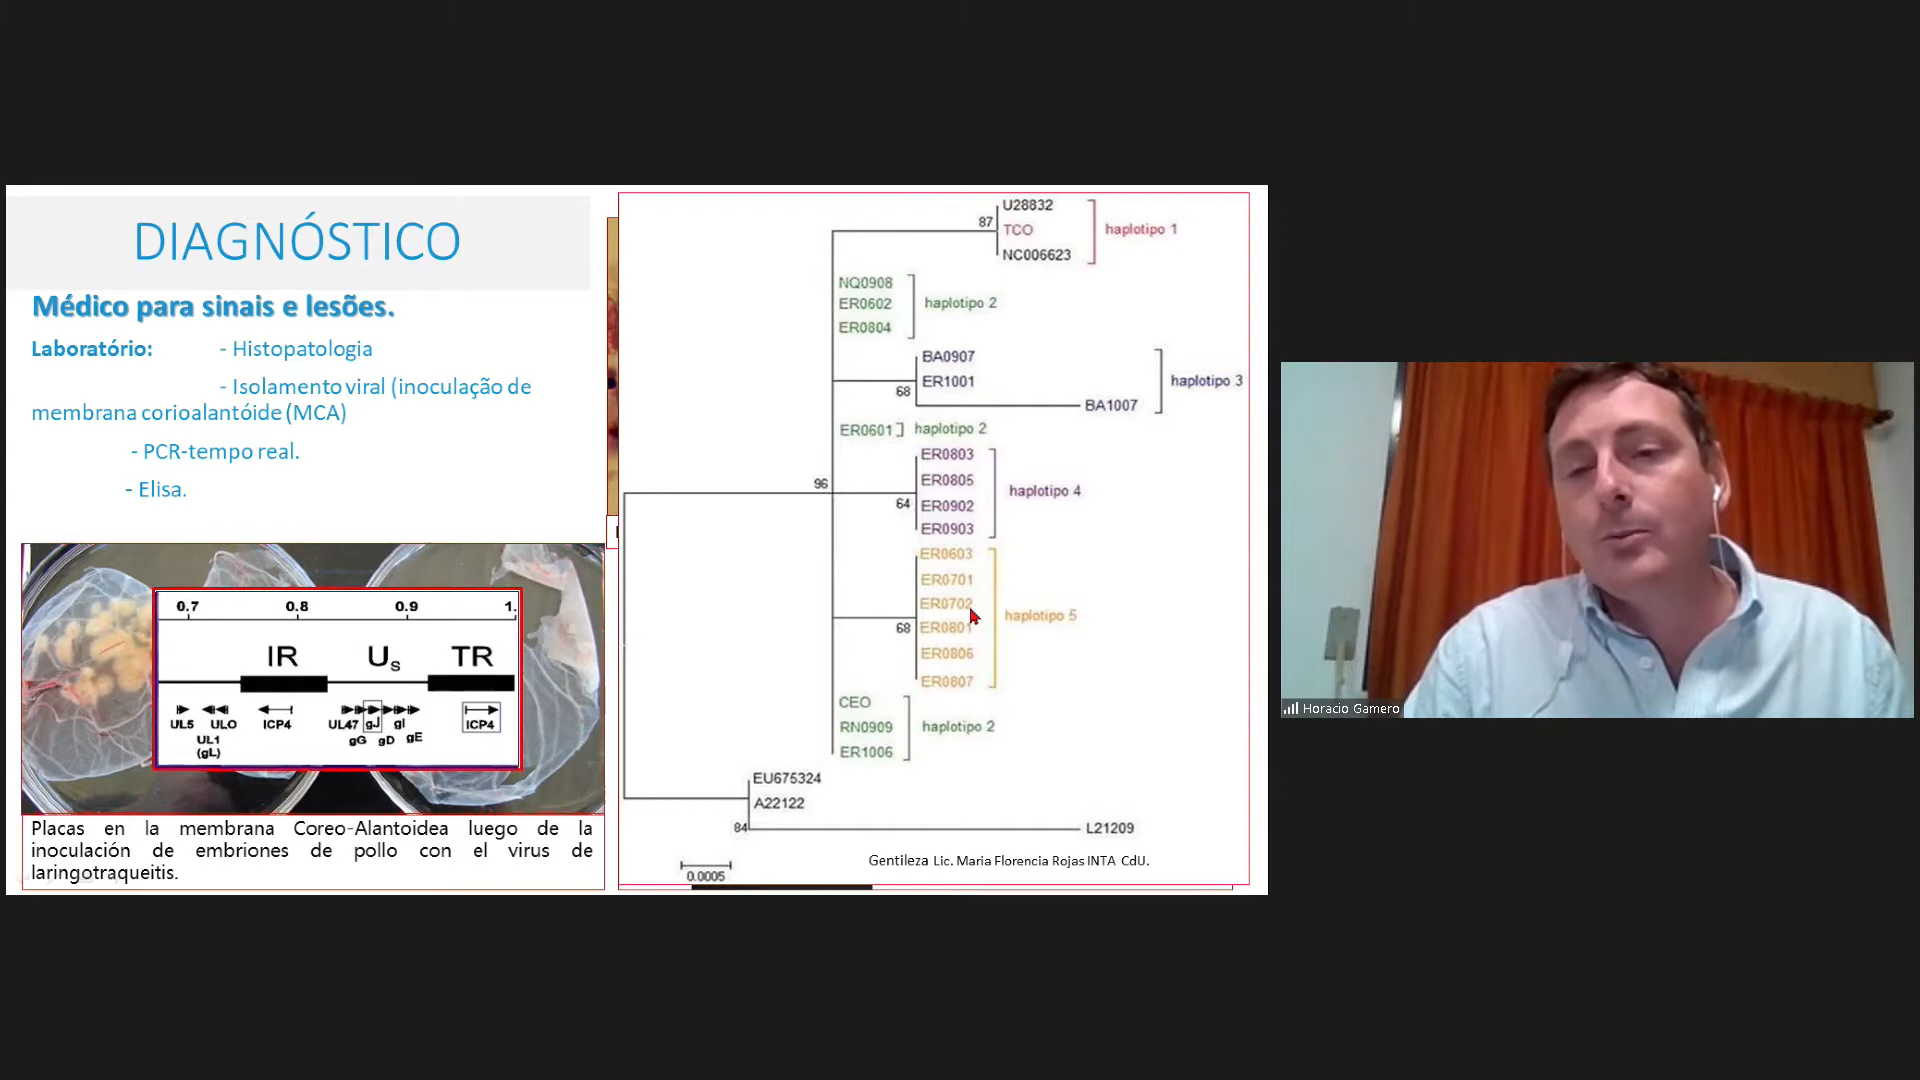 DIAGNÓSTICO
Médico para sinais e lesões.
Laboratório: - Histopatologia
- Isolamento viral (inoculação de
membrana corioalantóide (MCA)
- PCR-tempo real.
- Elisa.
0.7 0.8 0.9 1.
IR Us TR
UL5 ULO ICP4 UL47 gJ gI ICP4
UL1 gG gD gE
(gL)
Placas en la membrana Coreo-Alantoidea luego de la
inoculación de embriones de pollo con el virus de
laringotraqueitis.
U28832
87 TCO haplotipo 1
NC006623
NQ0908
ER0602 haplotipo 2
ER0804
BA0907
ER1001 haplotipo 3
68
BA1007
ER0601 haplotipo 2
ER0803
ER0805
96 haplotipo 4
64 ER0902
ER0903
ER0603
ER0701
ER0702 haplotipo 5
68 ER0801
ER0806
ER0807
CEO
RN0909 haplotipo 2
ER1006
EU675324
A22122
84 L21209
Gentileza Lic. Maria Florencia Rojas INTA CdU.
0.0005
Horacio Gamero